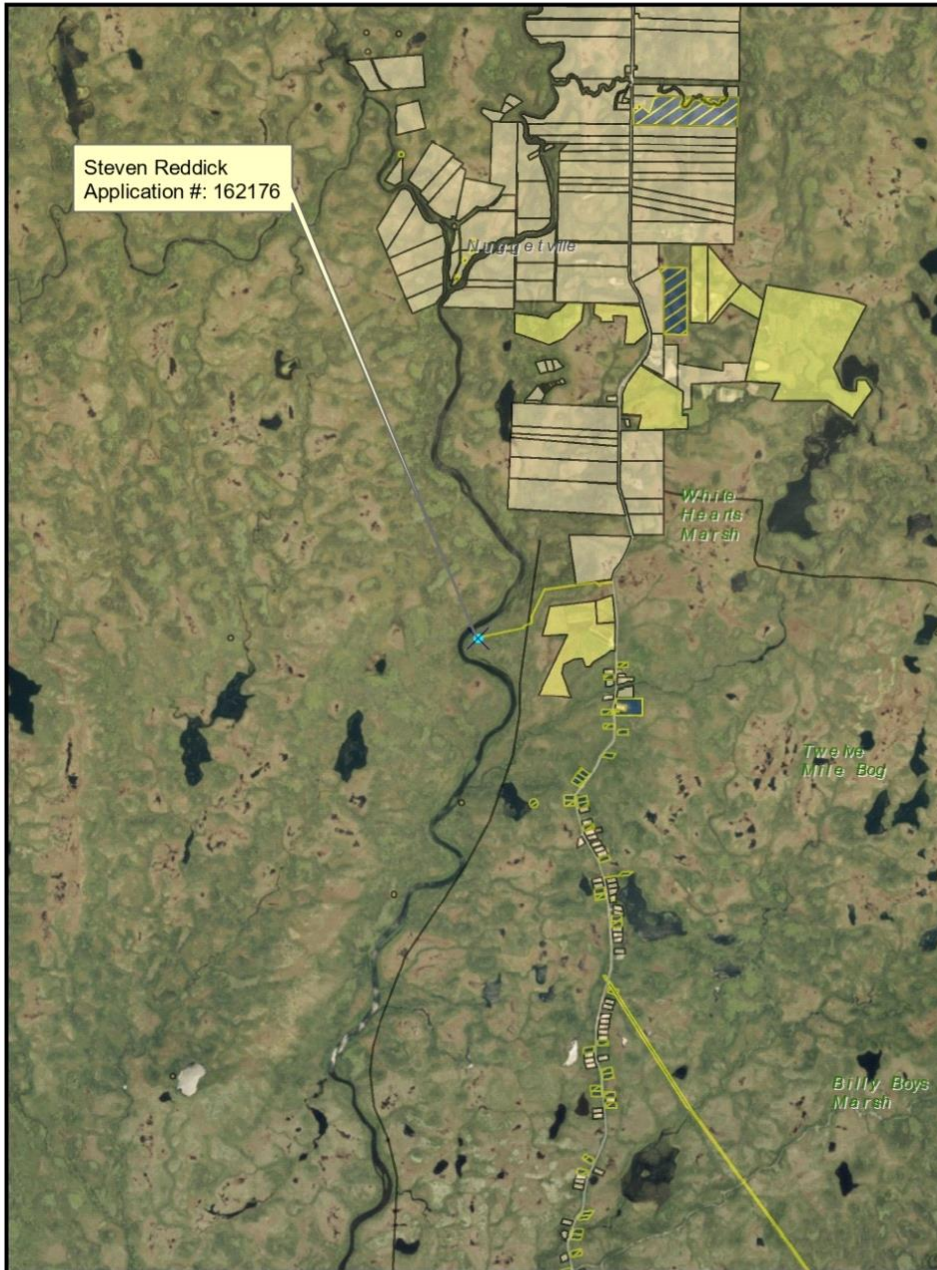 Steven Reddick
Application #: 162176
Nuggetville
White
Hearts
Marsh
Twelve
Mile Bog
Billy Boys
Marsh